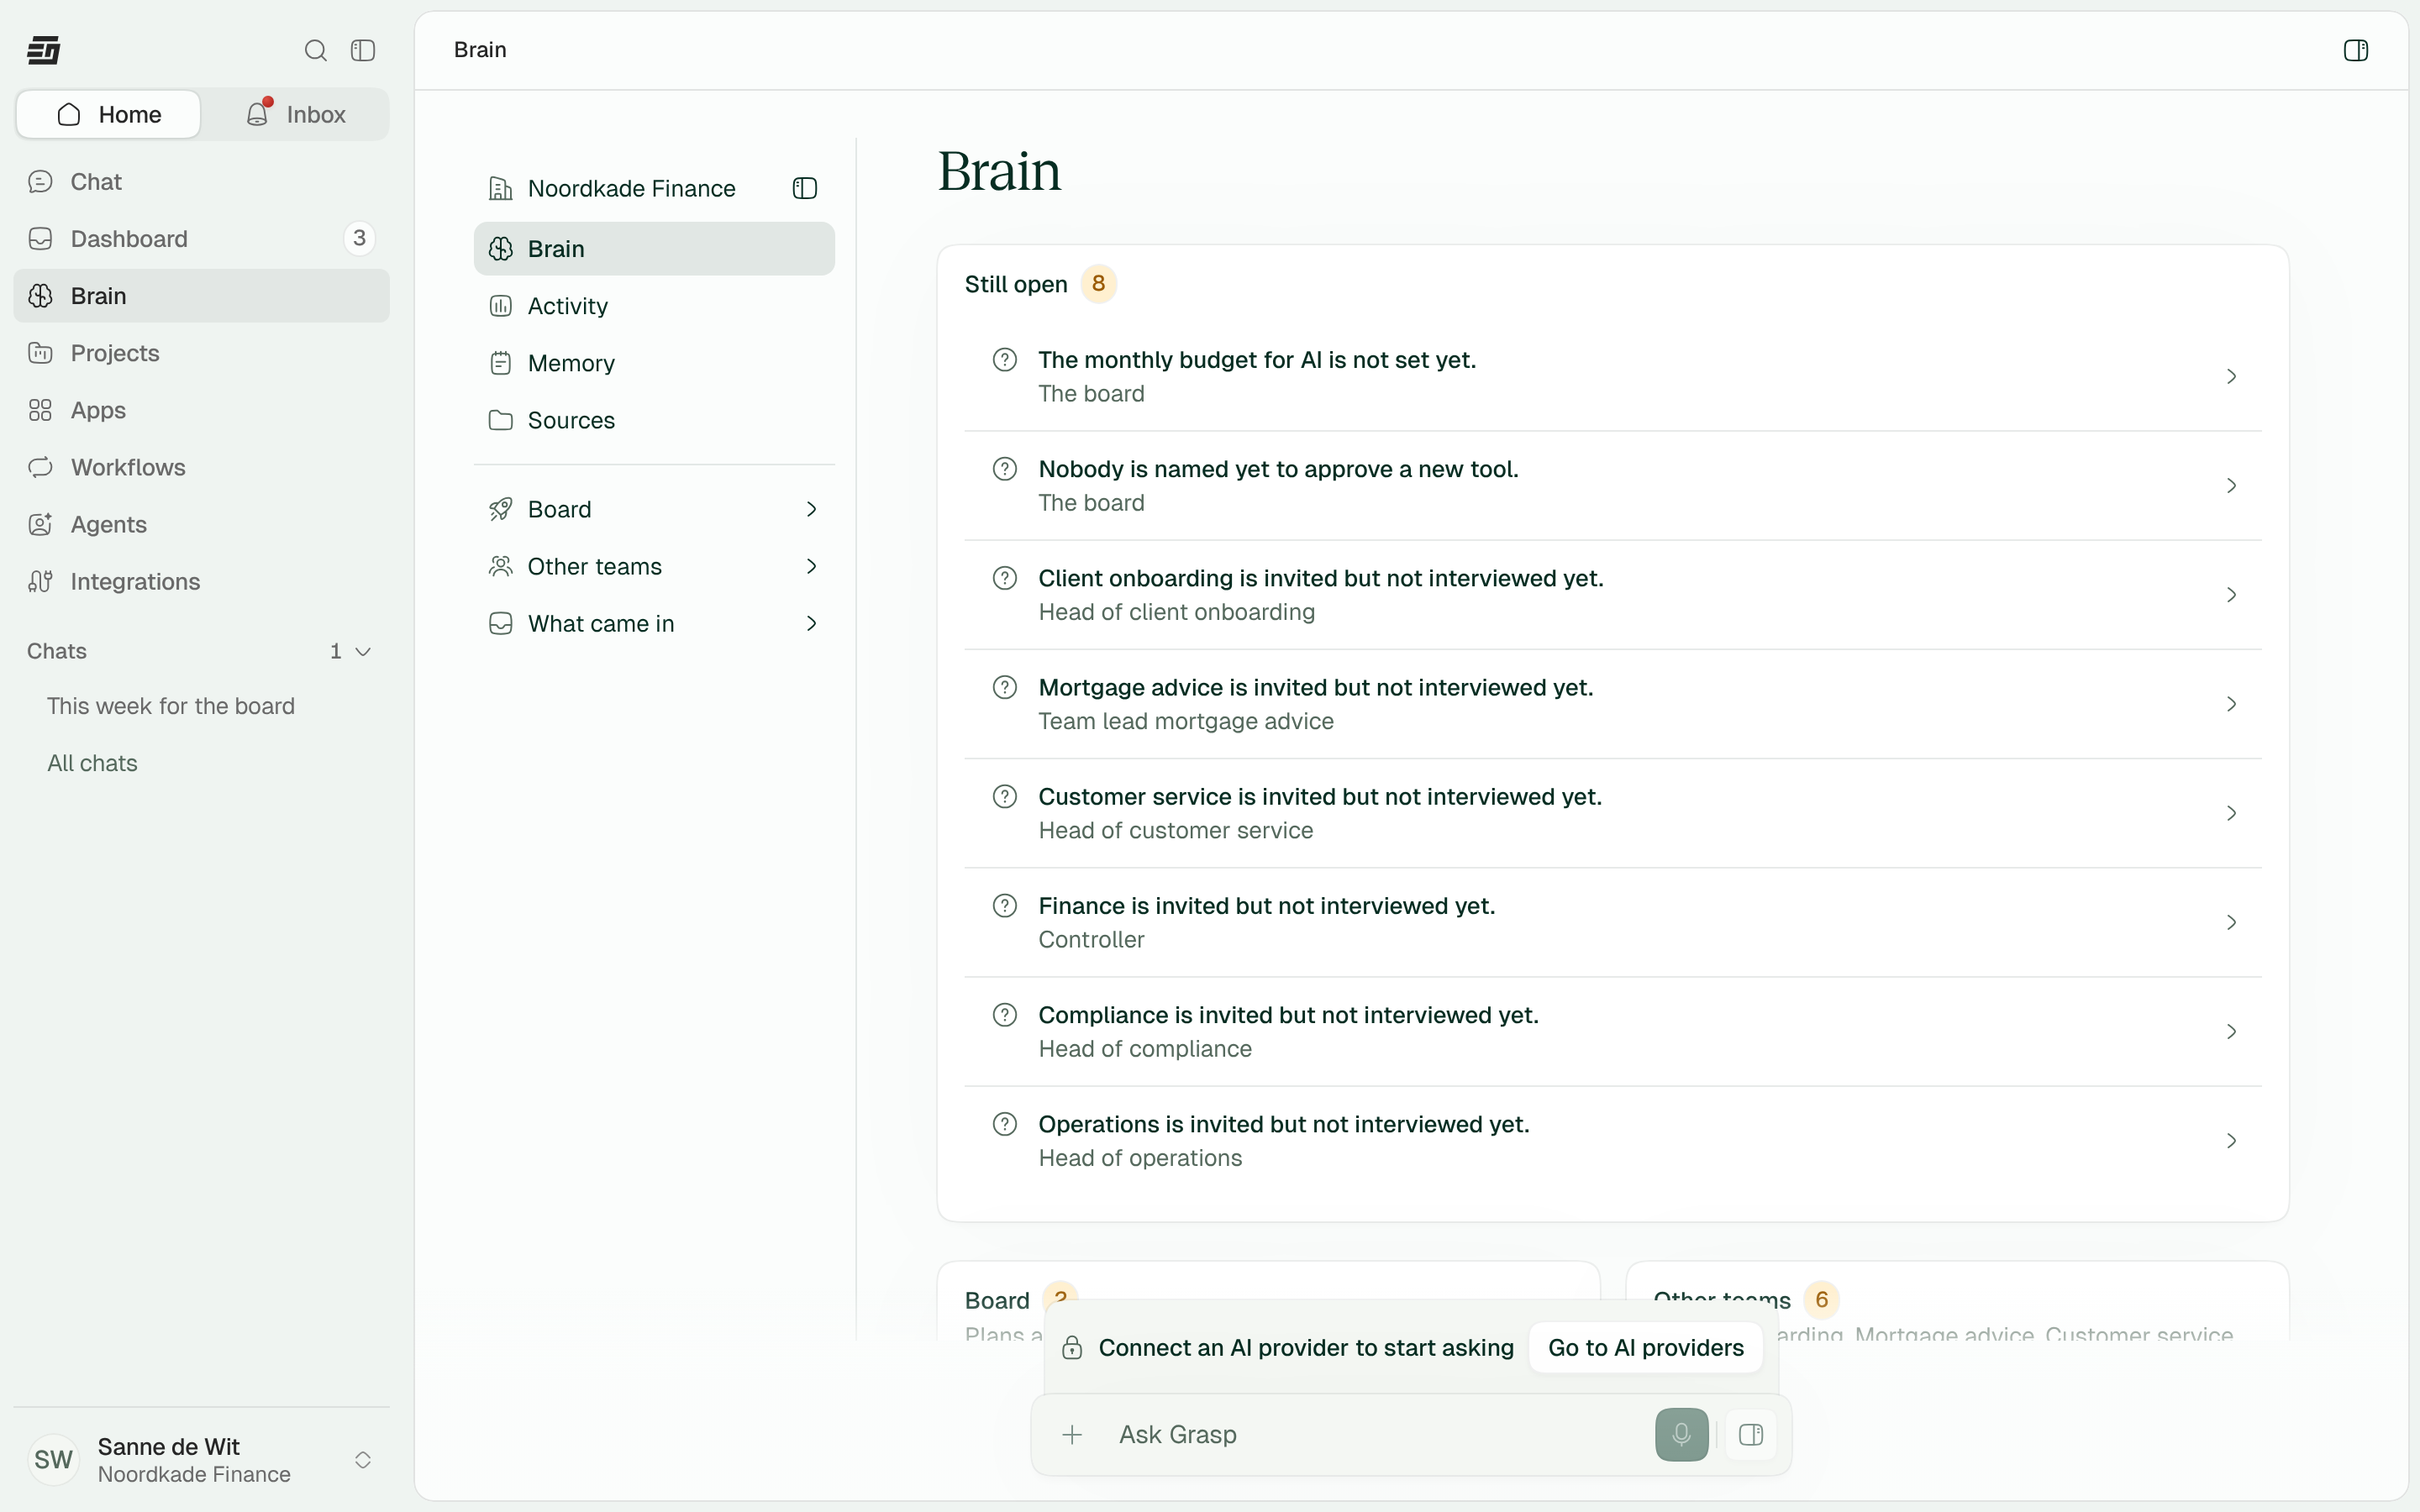 Brain
Home
Inbox
Chat
Dashboard
3
Brain
Projects
Apps
Workflows
Agents
Integrations
Chats
1
This week for the board
All chats
SW
Sanne de Wit
Noordkade Finance
Noordkade Finance
Brain
Activity
Memory
Sources
Board
Other teams
What came in
Brain
Still open 8
The monthly budget for AI is not set yet.
The board
Nobody is named yet to approve a new tool.
The board
Client onboarding is invited but not interviewed yet.
Head of client onboarding
Mortgage advice is invited but not interviewed yet.
Team lead mortgage advice
Customer service is invited but not interviewed yet.
Head of customer service
Finance is invited but not interviewed yet.
Controller
Compliance is invited but not interviewed yet.
Head of compliance
Operations is invited but not interviewed yet.
Head of operations
Board
Plans
Other teams 6
Mortgage advice, Customer service
Connect an AI provider to start asking
Go to AI providers
Ask Grasp